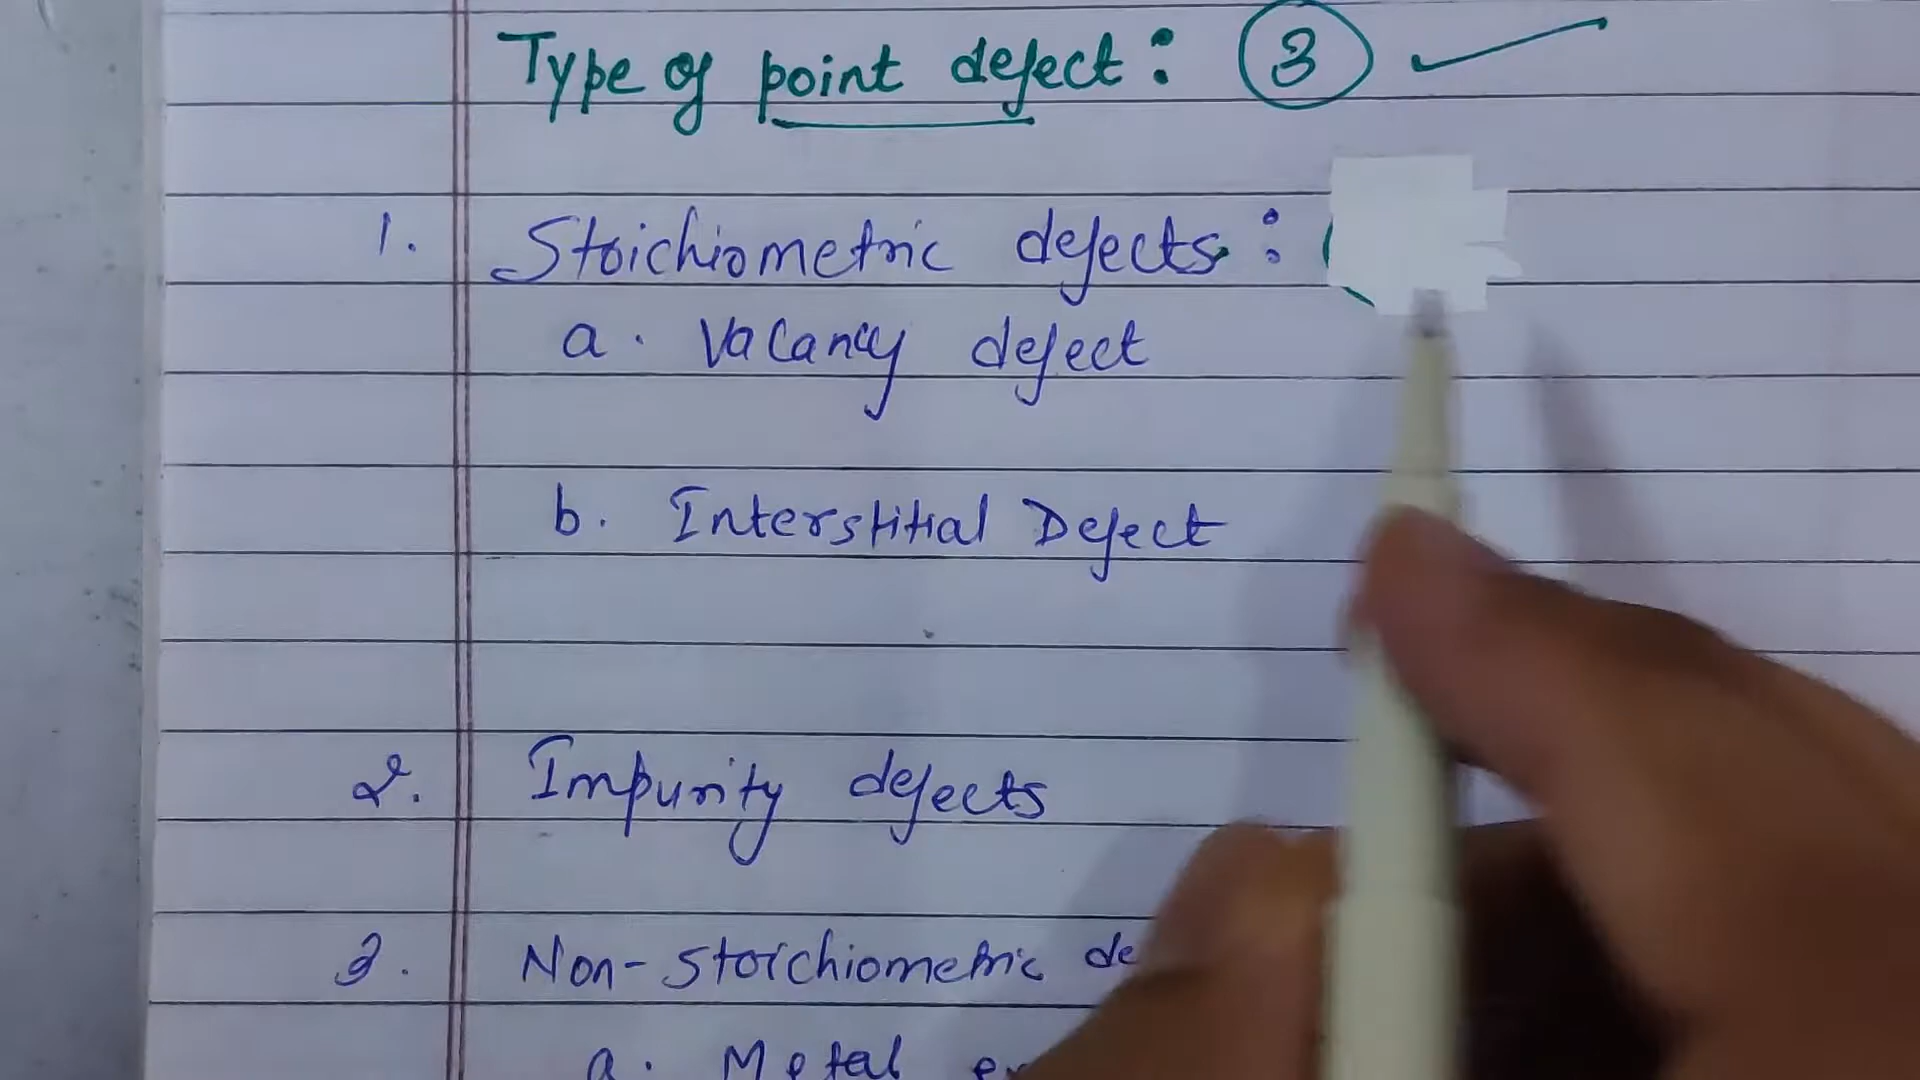 Type of point defect: 3
1. Stoichiometric defects:
a. Vacancy defect
b. Interstitial Defect
2. Impurity defects
3. Non-stoichiometric de
a. Metal